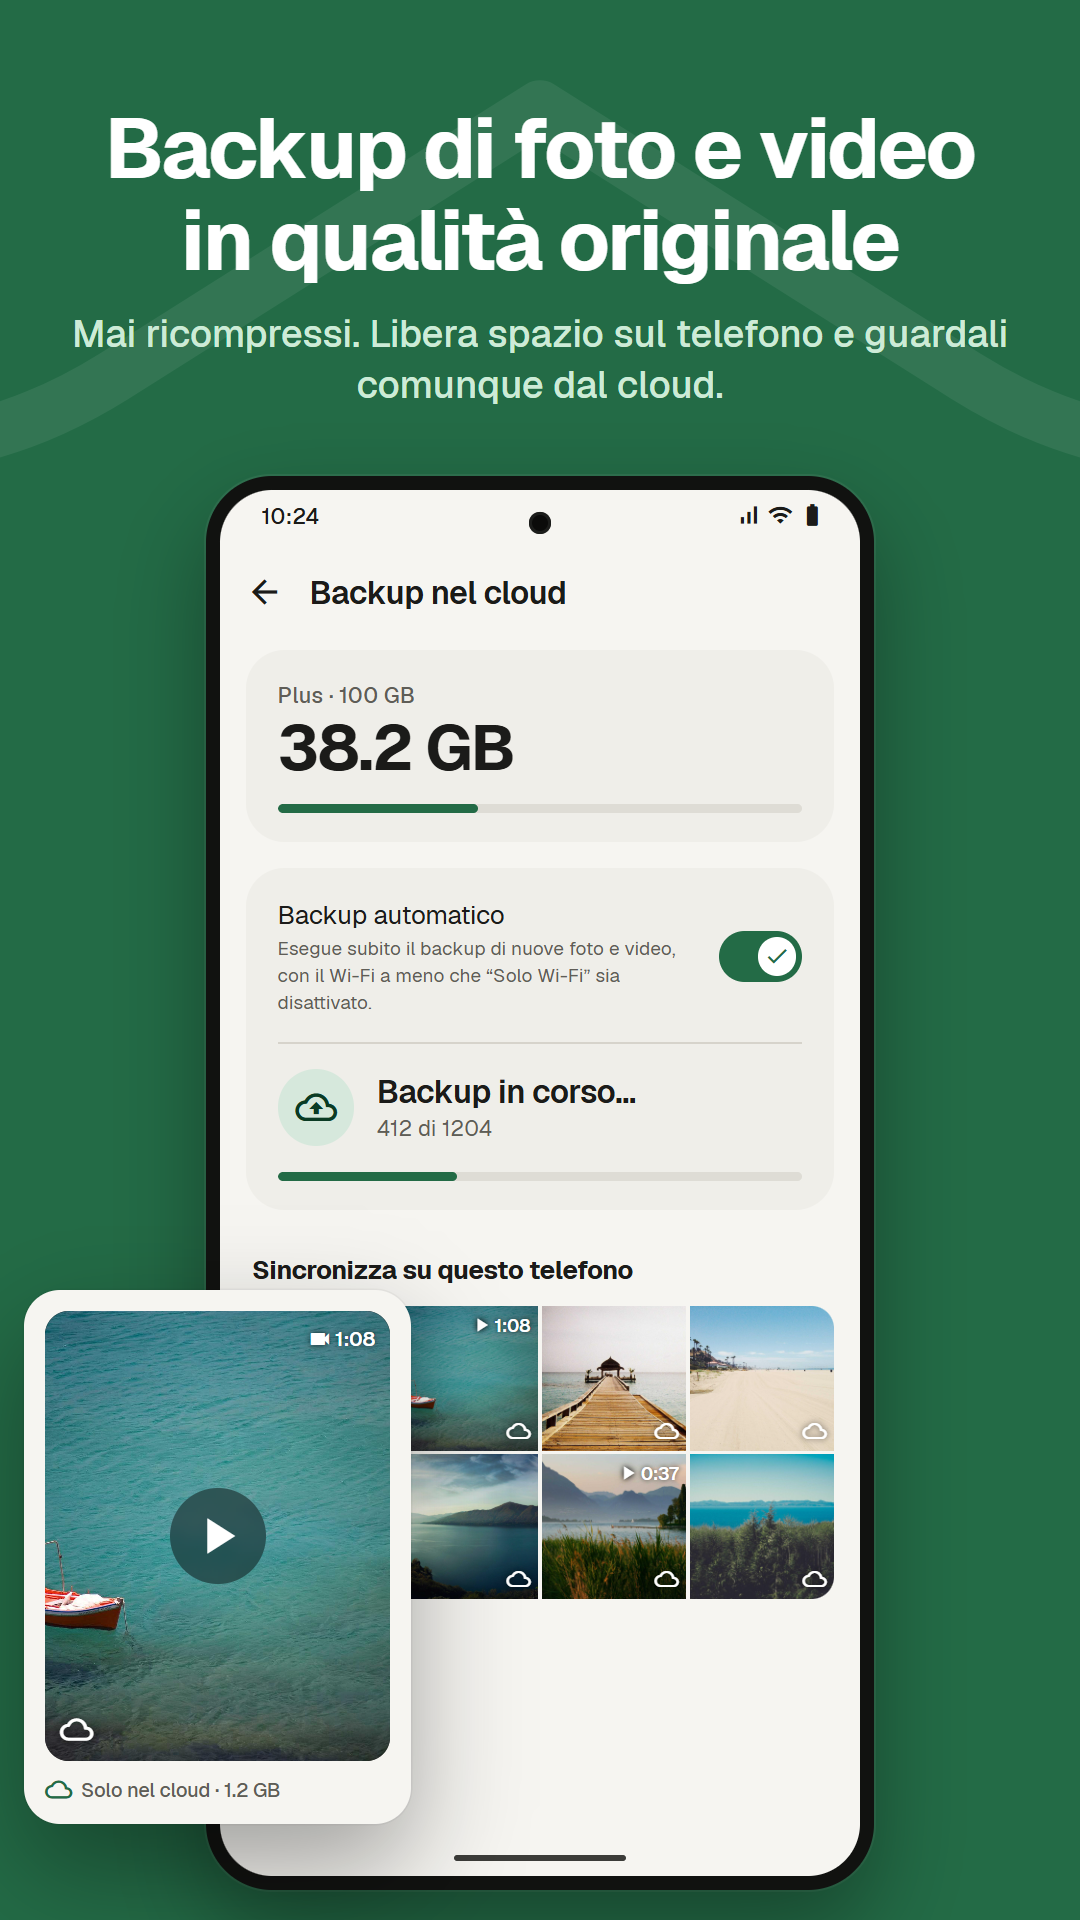 Backup di foto e video
in qualità originale
Mai ricompressi. Libera spazio sul telefono e guardali
comunque dal cloud.
10:24
Backup nel cloud
Plus · 100 GB
38.2 GB
Backup automatico
Esegue subito il backup di nuove foto e video,
con il Wi-Fi a meno che “Solo Wi-Fi” sia
disattivato.
Backup in corso...
412 di 1204
Sincronizza su questo telefono
1:08
1:08
0:37
Solo nel cloud · 1.2 GB